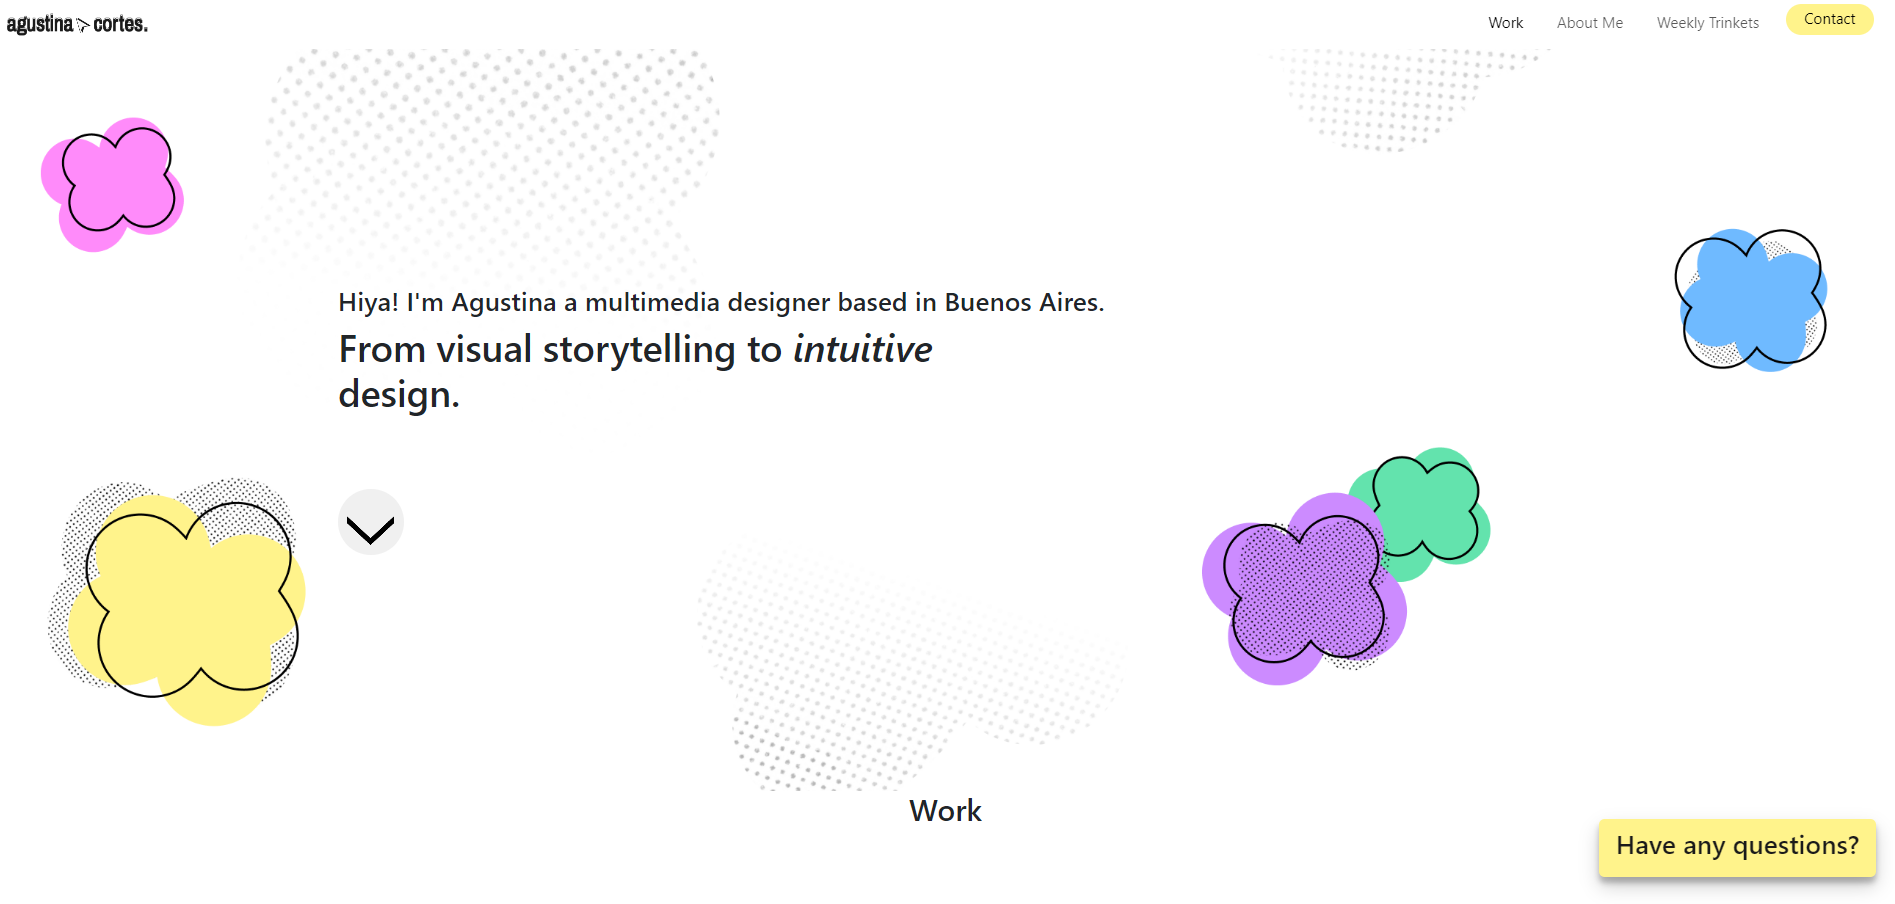 agustina cortes.
Work
About Me
Weekly Trinkets
Contact
Hiya! I'm Agustina a multimedia designer based in Buenos Aires.
From visual storytelling to intuitive
design.
Work
Have any questions?